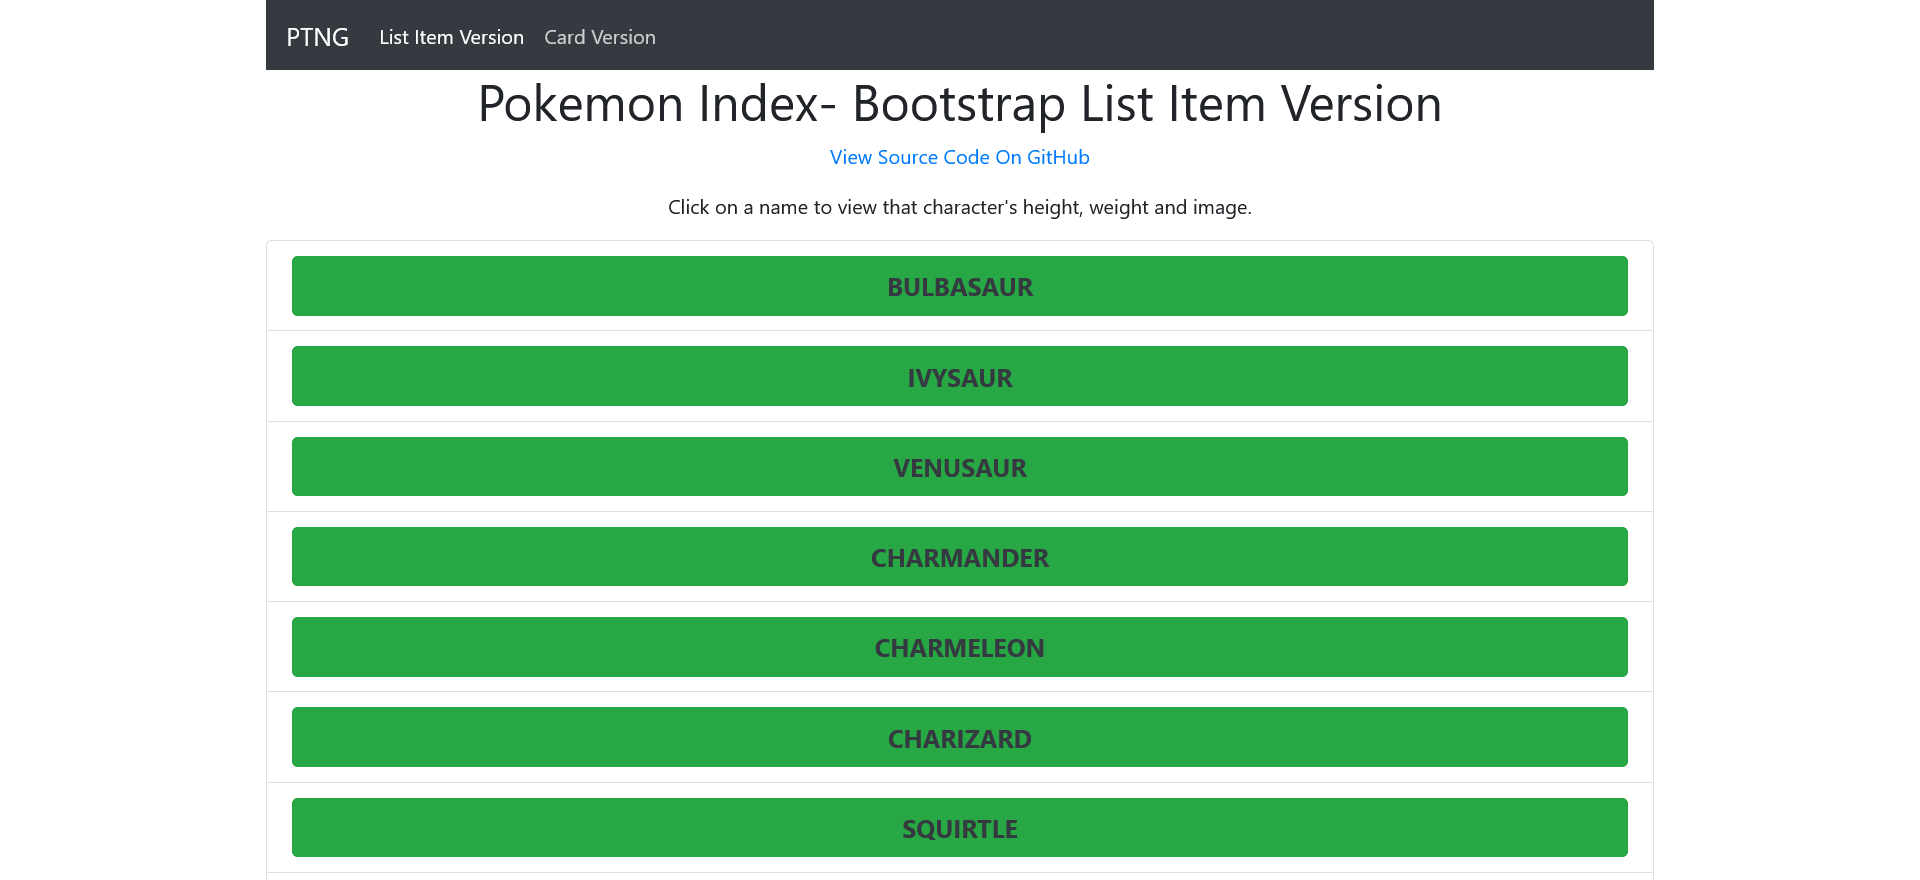 PTNG List Item Version Card Version
Pokemon Index- Bootstrap List Item Version
View Source Code On GitHub
Click on a name to view that character's height, weight and image.
BULBASAUR
IVYSAUR
VENUSAUR
CHARMANDER
CHARMELEON
CHARIZARD
SQUIRTLE